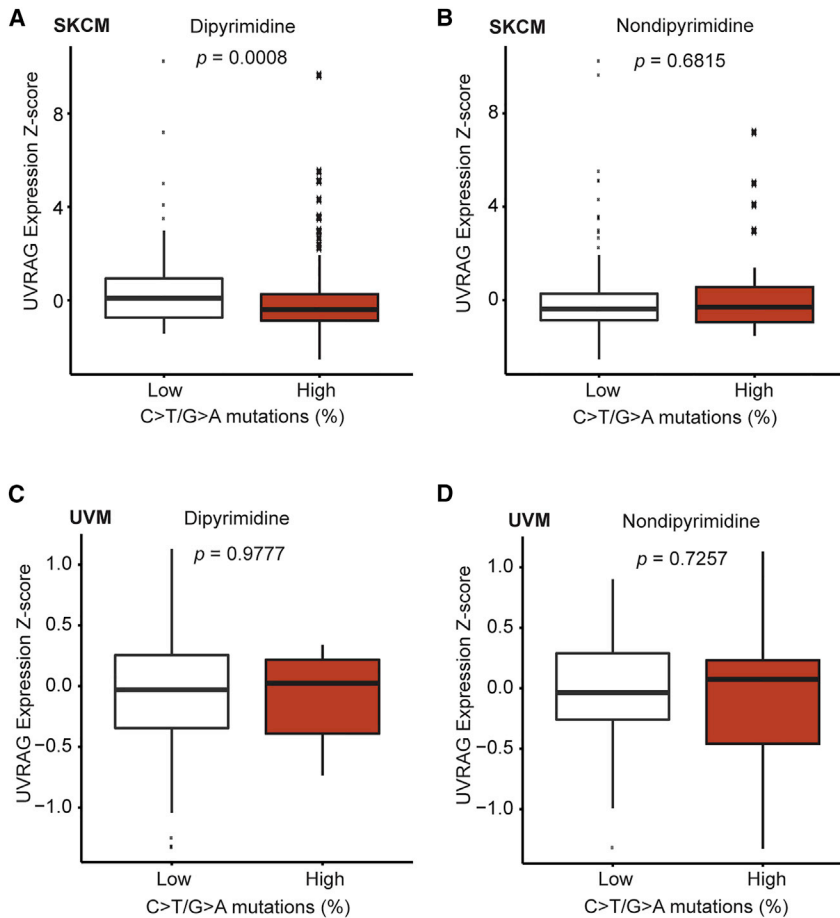 A
SKCM
Dipyrimidine
p = 0.0008
UVRAG Expression Z-score
8
4
0
Low
High
C>T/G>A mutations (%)
B
SKCM
Nondipyrimidine
p = 0.6815
UVRAG Expression Z-score
8
4
0
Low
High
C>T/G>A mutations (%)
C
UVM
Dipyrimidine
p = 0.9777
UVRAG Expression Z-score
1.0
0.5
0.0
−0.5
−1.0
Low
High
C>T/G>A mutations (%)
D
UVM
Nondipyrimidine
p = 0.7257
UVRAG Expression Z-score
1.0
0.5
0.0
−0.5
−1.0
Low
High
C>T/G>A mutations (%)